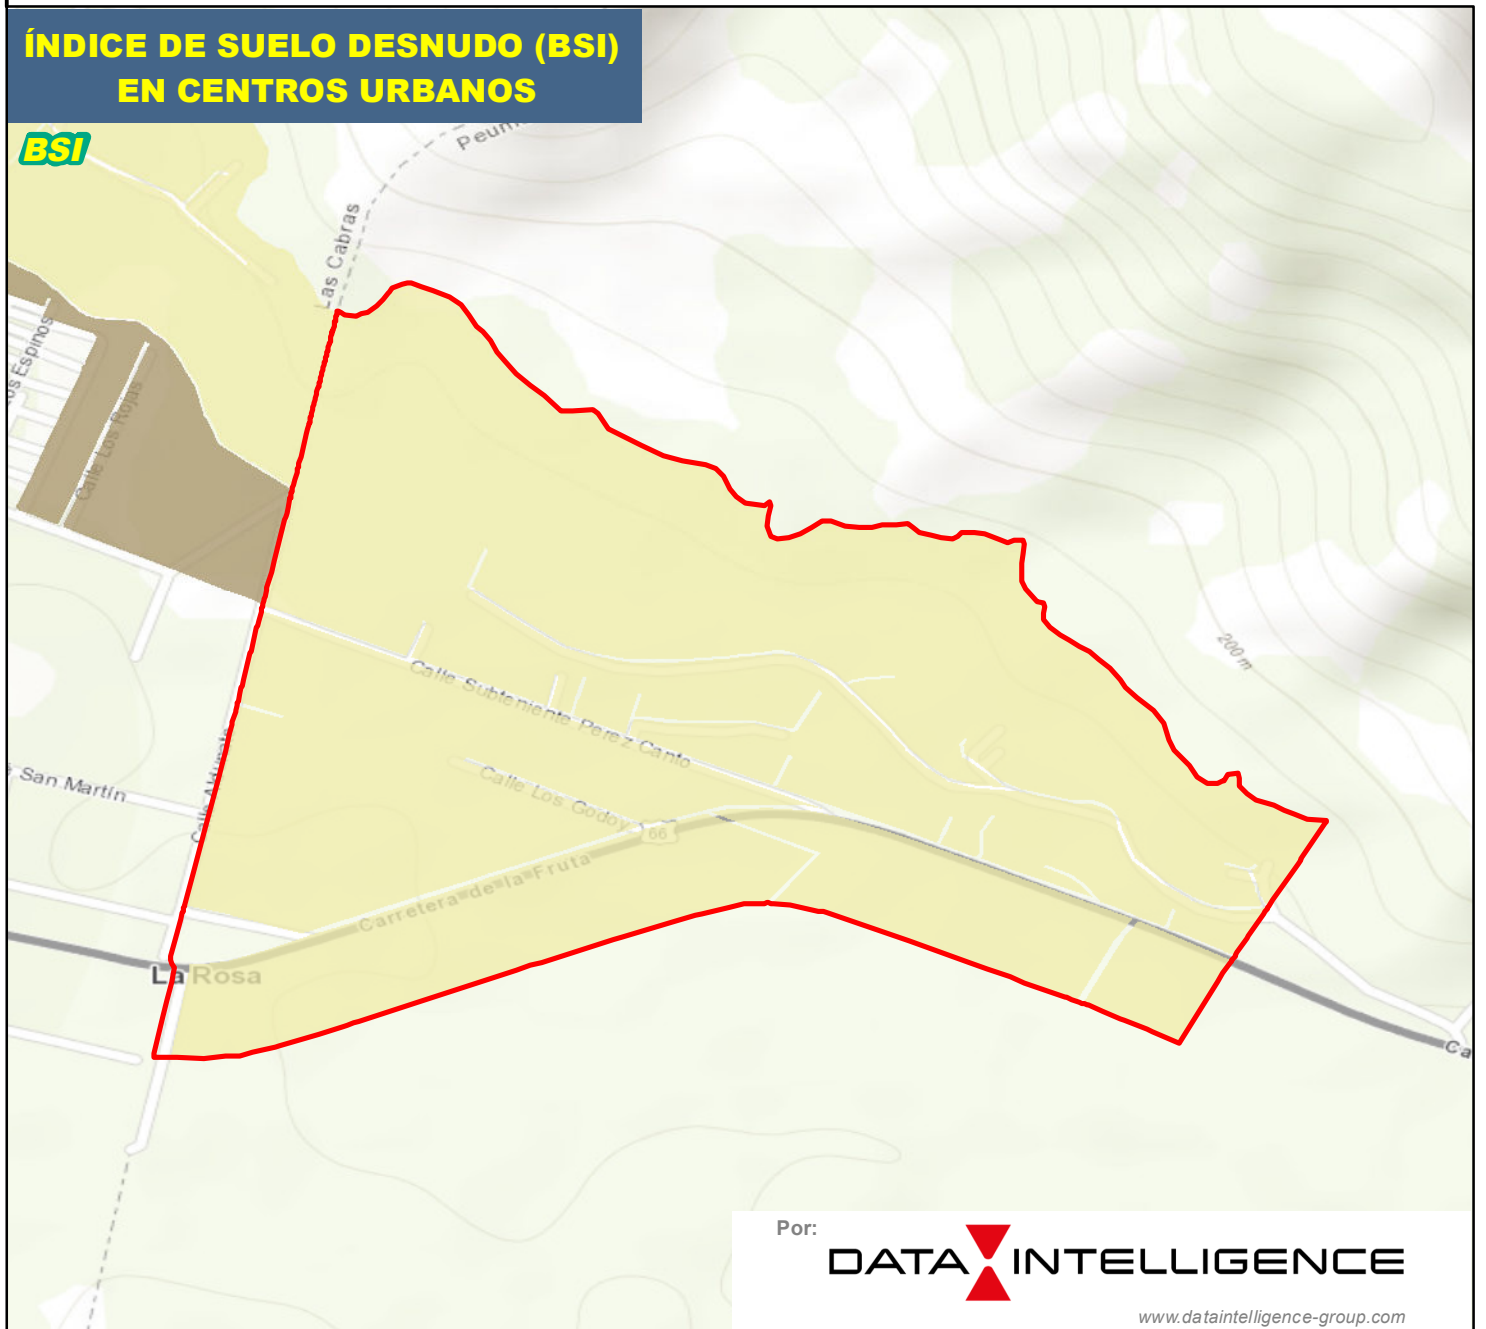 ÍNDICE DE SUELO DESNUDO (BSI)
EN CENTROS URBANOS
BSI
Las Cabras
Calle Los Rojas
200 m
Calle Subteniente Perez Canto
San Martín
Calle Los Godoy
66
Carretera de la Fruta
La Rosa
Por:
DATA INTELLIGENCE
www.dataintelligence-group.com